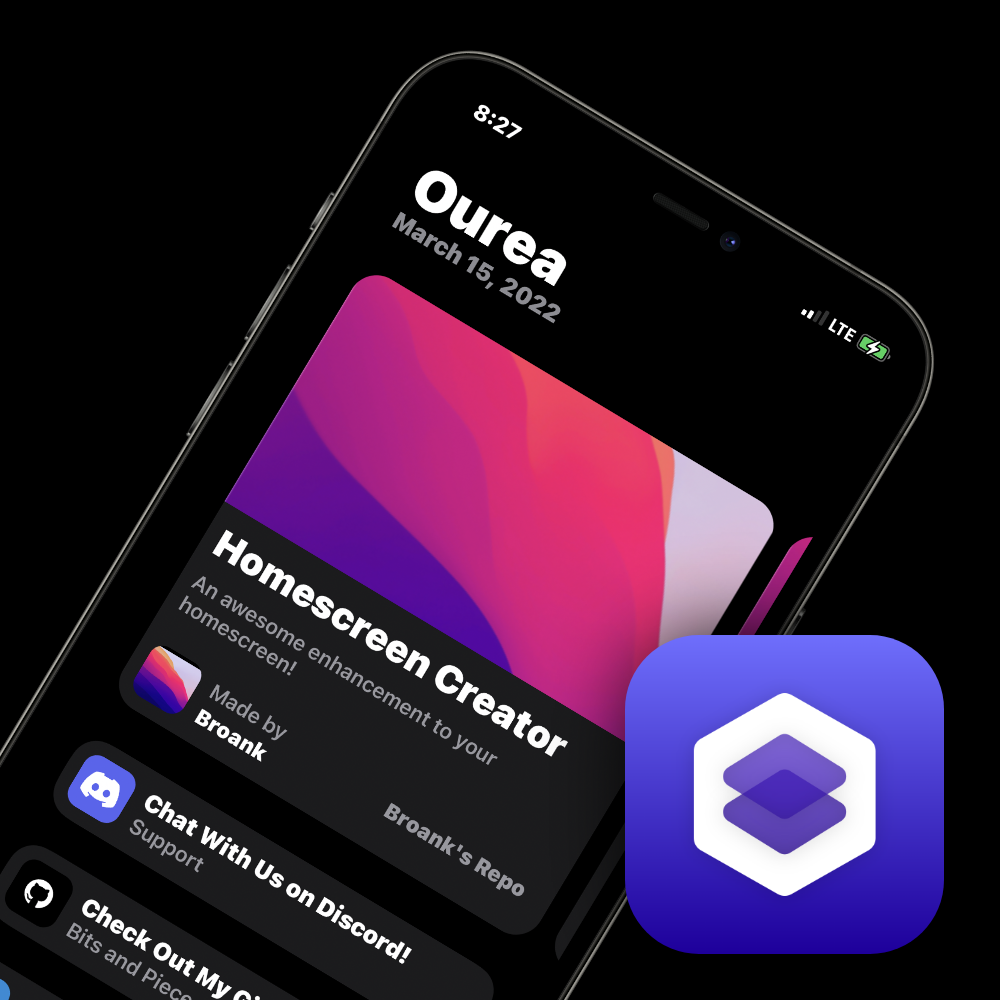 8:27
LTE
Ourea
March 15, 2022
Homescreen Creator
An awesome enhancement to your
homescreen!
Made by
Broank
Broank's Repo
Chat With Us on Discord!
Support
Check Out My
Bits and